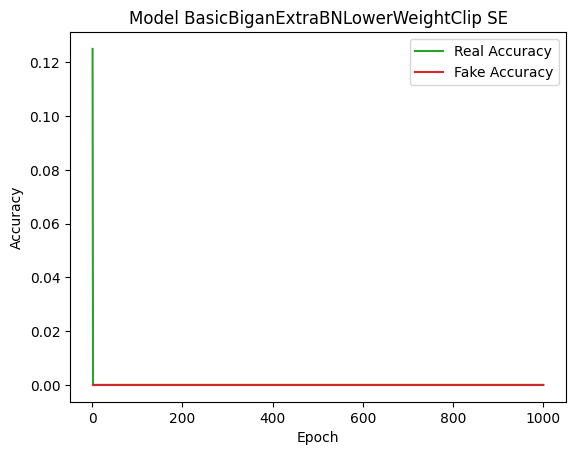 Model BasicBiganExtraBNLowerWeightClip SE
Real Accuracy
Fake Accuracy
Accuracy
0.12
0.10
0.08
0.06
0.04
0.02
0.00
0 200 400 600 800 1000
Epoch